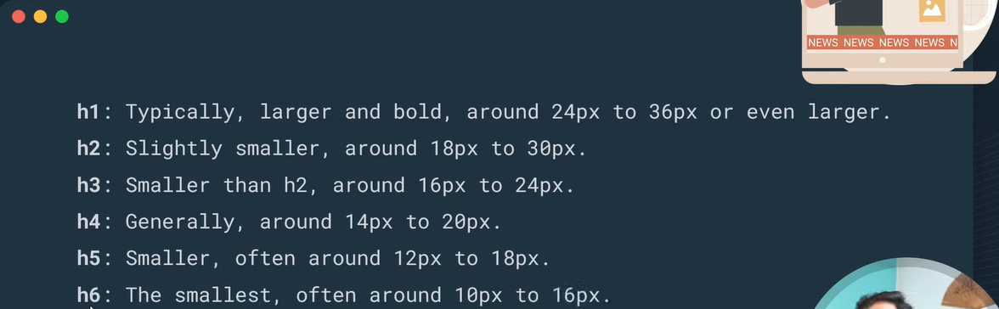 NEWS NEWS NEWS NEWS N
h1: Typically, larger and bold, around 24px to 36px or even larger.
h2: Slightly smaller, around 18px to 30px.
h3: Smaller than h2, around 16px to 24px.
h4: Generally, around 14px to 20px.
h5: Smaller, often around 12px to 18px.
h6: The smallest, often around 10px to 16px.